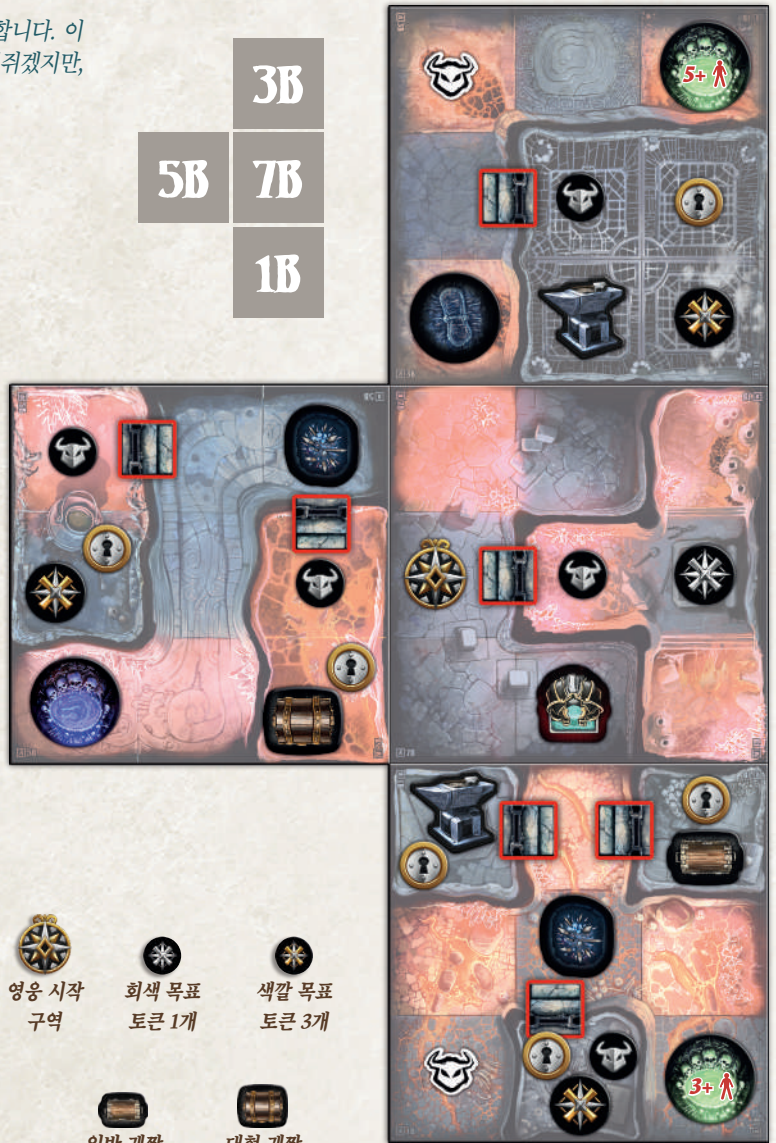 합니다. 이
쥐겠지만,
3B
5B 7B
1B
5+
3+
영웅 시작
구역
회색 목표
토큰 1개
색깔 목표
토큰 3개